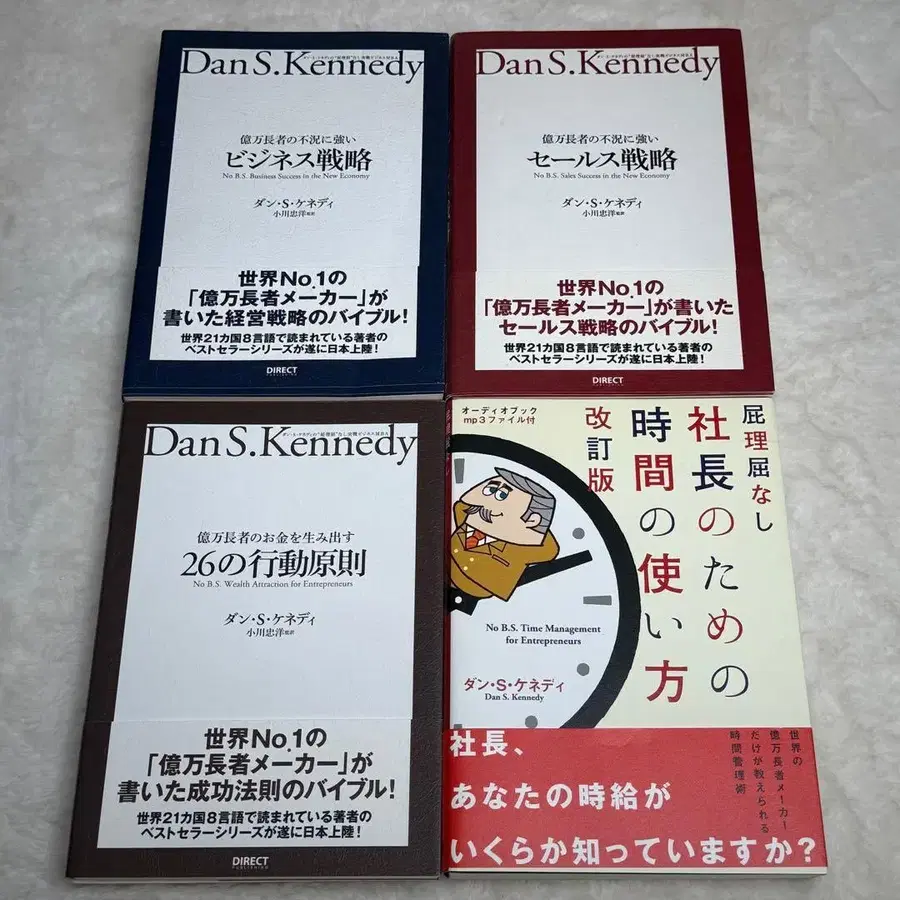 Dan S. Kennedy
億万長者の不況に強い
ビジネス戦略
No B.S. Business Success in the New Economy
ダン・S・ケネディ
小川忠洋 監訳
世界No.1の
「億万長者メーカー」が
書いた経営戦略のバイブル!
世界21カ国8言語で読まれている著者の
ベストセラーシリーズが遂に日本上陸!
DIRECT
PUBLISHING
Dan S. Kennedy
億万長者の不況に強い
セールス戦略
No B.S. Sales Success in the New Economy
ダン・S・ケネディ
小川忠洋 監訳
世界No.1の
「億万長者メーカー」が書いた
セールス戦略のバイブル!
世界21カ国8言語で読まれている著者の
ベストセラーシリーズが遂に日本上陸!
DIRECT
PUBLISHING
Dan S. Kennedy
億万長者のお金を生み出す
26の行動原則
No B.S. Wealth Attraction for Entrepreneurs
ダン・S・ケネディ
小川忠洋 監訳
世界No.1の
「億万長者メーカー」が
書いた成功法則のバイブル!
世界21カ国8言語で読まれている著者の
ベストセラーシリーズが遂に日本上陸!
DIRECT
PUBLISHING
オーディオブック
mp3ファイル付
屁理屈なし
社長のための
時間の使い方
改訂版
No B.S. Time Management
for Entrepreneurs
ダン・S・ケネディ
Dan S. Kennedy
世界の
億万長者メーカー
だけが教えられる
時間管理術
社長、
あなたの時給が
いくらか知っていますか?